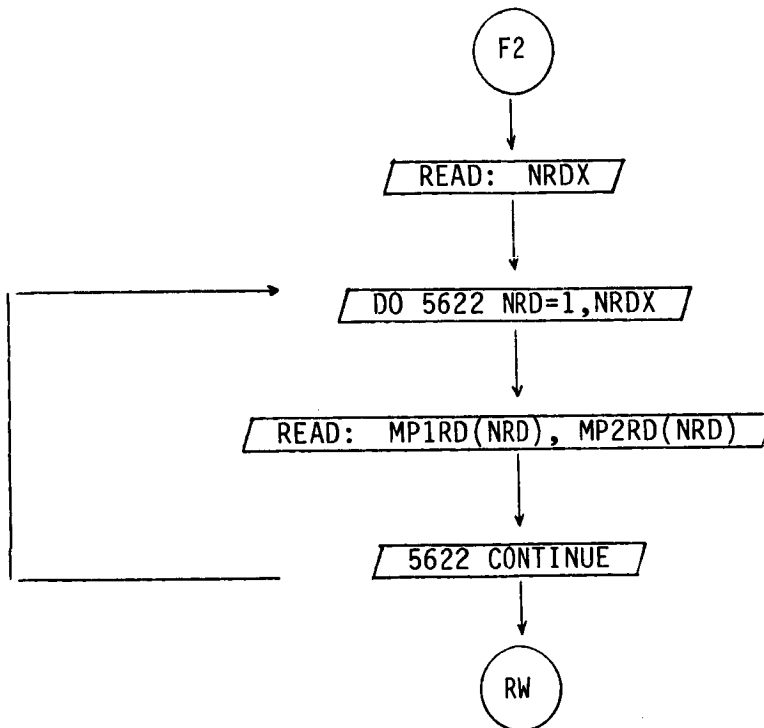 F2
READ: NRDX
DO 5622 NRD=1,NRDX
READ: MP1RD(NRD), MP2RD(NRD)
5622 CONTINUE
RW